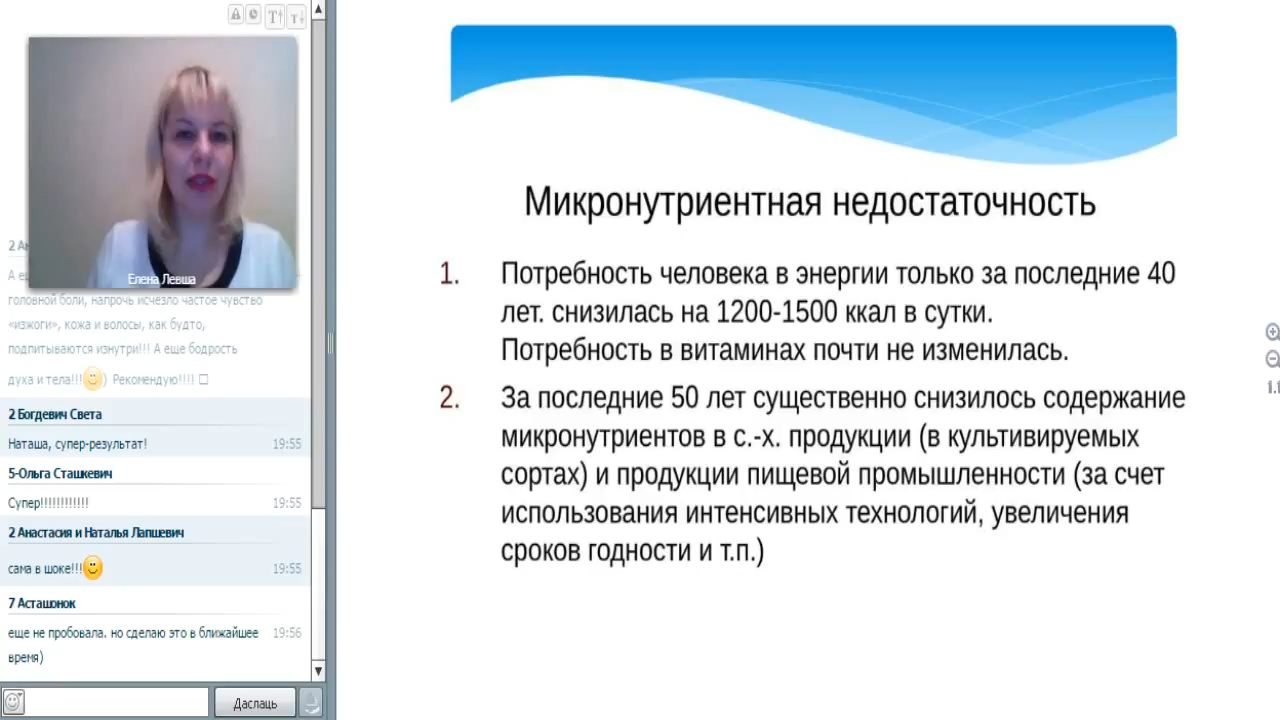 Елена Левша
2 Ан
А ещ
головной боли, напрочь исчезло частое чувство
«изжоги», кожа и волосы, как будто,
подпитываются изнутри!!! А еще бодрость
духа и тела!!! ) Рекомендую!!!!
2 Богдевич Света
Наташа, супер-результат! 19:55
5-Ольга Сташкевич
Супер!!!!!!!!!!!! 19:55
2 Анастасия и Наталья Лапшевич
сама в шоке!!! 19:55
7 Асташонок
еще не пробовала. но сделаю это в ближайшее 19:56
время)
Даслаць
Микронутриентная недостаточность
1. Потребность человека в энергии только за последние 40
лет. снизилась на 1200-1500 ккал в сутки.
Потребность в витаминах почти не изменилась.
2. За последние 50 лет существенно снизилось содержание
микронутриентов в с.-х. продукции (в культивируемых
сортах) и продукции пищевой промышленности (за счет
использования интенсивных технологий, увеличения
сроков годности и т.п.)